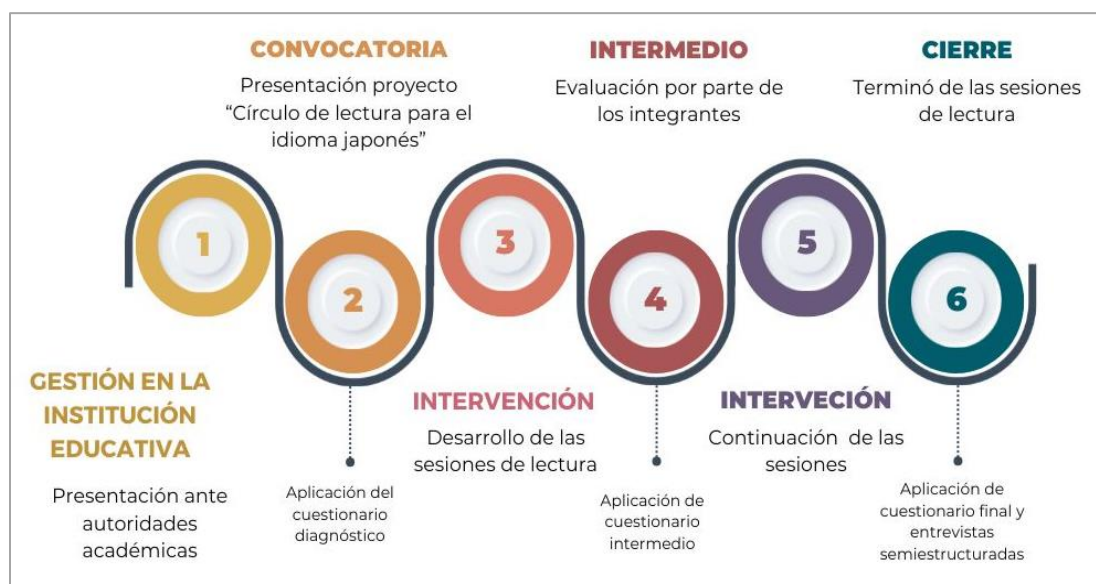 GESTIÓN EN LA
INSTITUCIÓN
EDUCATIVA
Presentación ante
autoridades
académicas
1
CONVOCATORIA
Presentación proyecto
“Círculo de lectura para el
idioma japonés”
2
Aplicación del
cuestionario
diagnóstico
3
INTERVENCIÓN
Desarrollo de las
sesiones de lectura
INTERMEDIO
Evaluación por parte de
los integrantes
4
Aplicación de
cuestionario
intermedio
5
INTERVECIÓN
Continuación de las
sesiones
CIERRE
Terminó de las sesiones
de lectura
6
Aplicación de
cuestionario final y
entrevistas
semiestructuradas